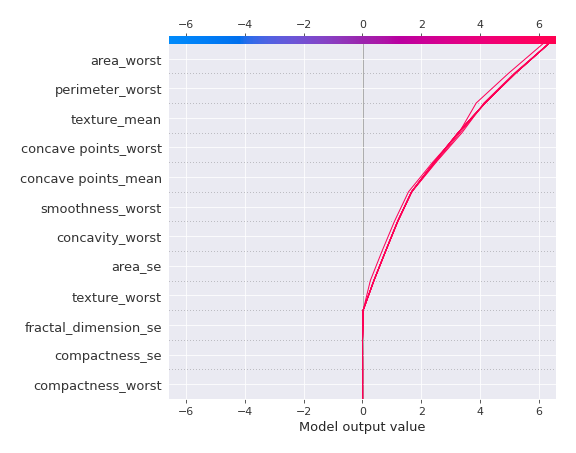 −6 −4 −2 0 2 4 6
area_worst
perimeter_worst
texture_mean
concave points_worst
concave points_mean
smoothness_worst
concavity_worst
area_se
texture_worst
fractal_dimension_se
compactness_se
compactness_worst
−6 −4 −2 0 2 4 6
Model output value